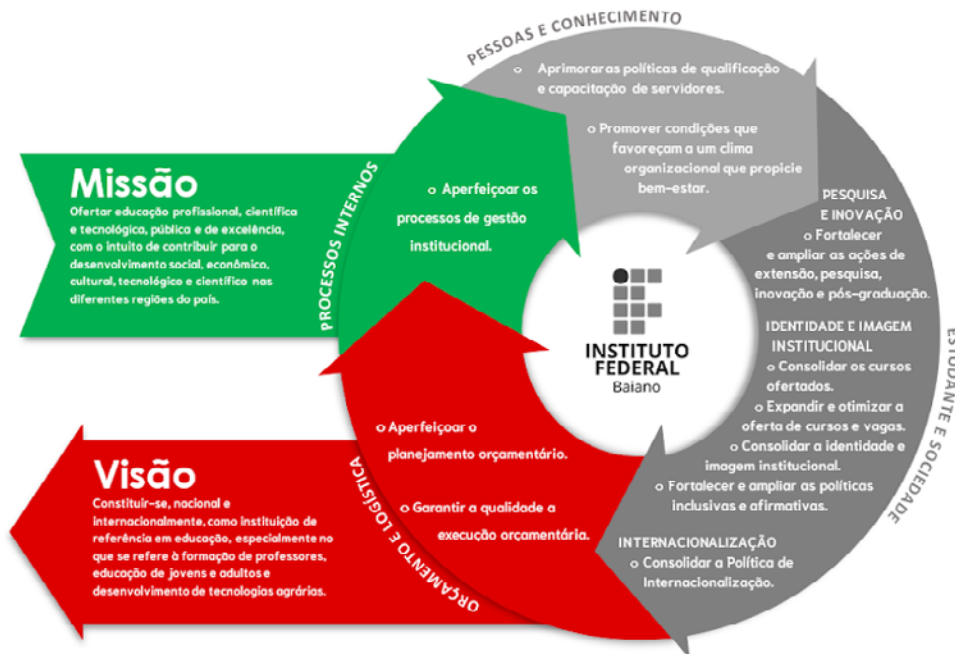 PESSOAS E CONHECIMENTO
o Aprimorar as políticas de qualificação
e capacitação de servidores.
o Promover condições que
favoreçam a um clima
organizacional que propicie
bem-estar.
Missão
Ofertar educação profissional, científica
e tecnológica, pública e de excelência,
com o intuito de contribuir para o
desenvolvimento social, econômico,
cultural, tecnológico e científico nas
diferentes regiões do país.
PROCESSOS INTERNOS
o Aperfeiçoar os
processos de gestão
institucional.
PESQUISA
E INOVAÇÃO
o Fortalecer
e ampliar as ações de
extensão, pesquisa,
inovação e pós-graduação.
IDENTIDADE E IMAGEM
INSTITUCIONAL
o Consolidar os cursos
ofertados.
o Expandir e otimizar a
oferta de cursos e vagas.
o Consolidar a identidade e
imagem institucional.
o Fortalecer e ampliar as políticas
inclusivas e afirmativas.
INTERNACIONALIZAÇÃO
o Consolidar a Política de
Internacionalização.
ESTUDANTE E SOCIEDADE
INSTITUTO
FEDERAL
Baiano
o Aperfeiçoar o
planejamento orçamentário.
o Garantir a qualidade a
execução orçamentária.
ORÇAMENTO E LOGÍSTICA
Visão
Constituir-se, nacional e
internacionalmente, como instituição de
referência em educação, especialmente no
que se refere à formação de professores,
educação de jovens e adultos e
desenvolvimento de tecnologias agrárias.